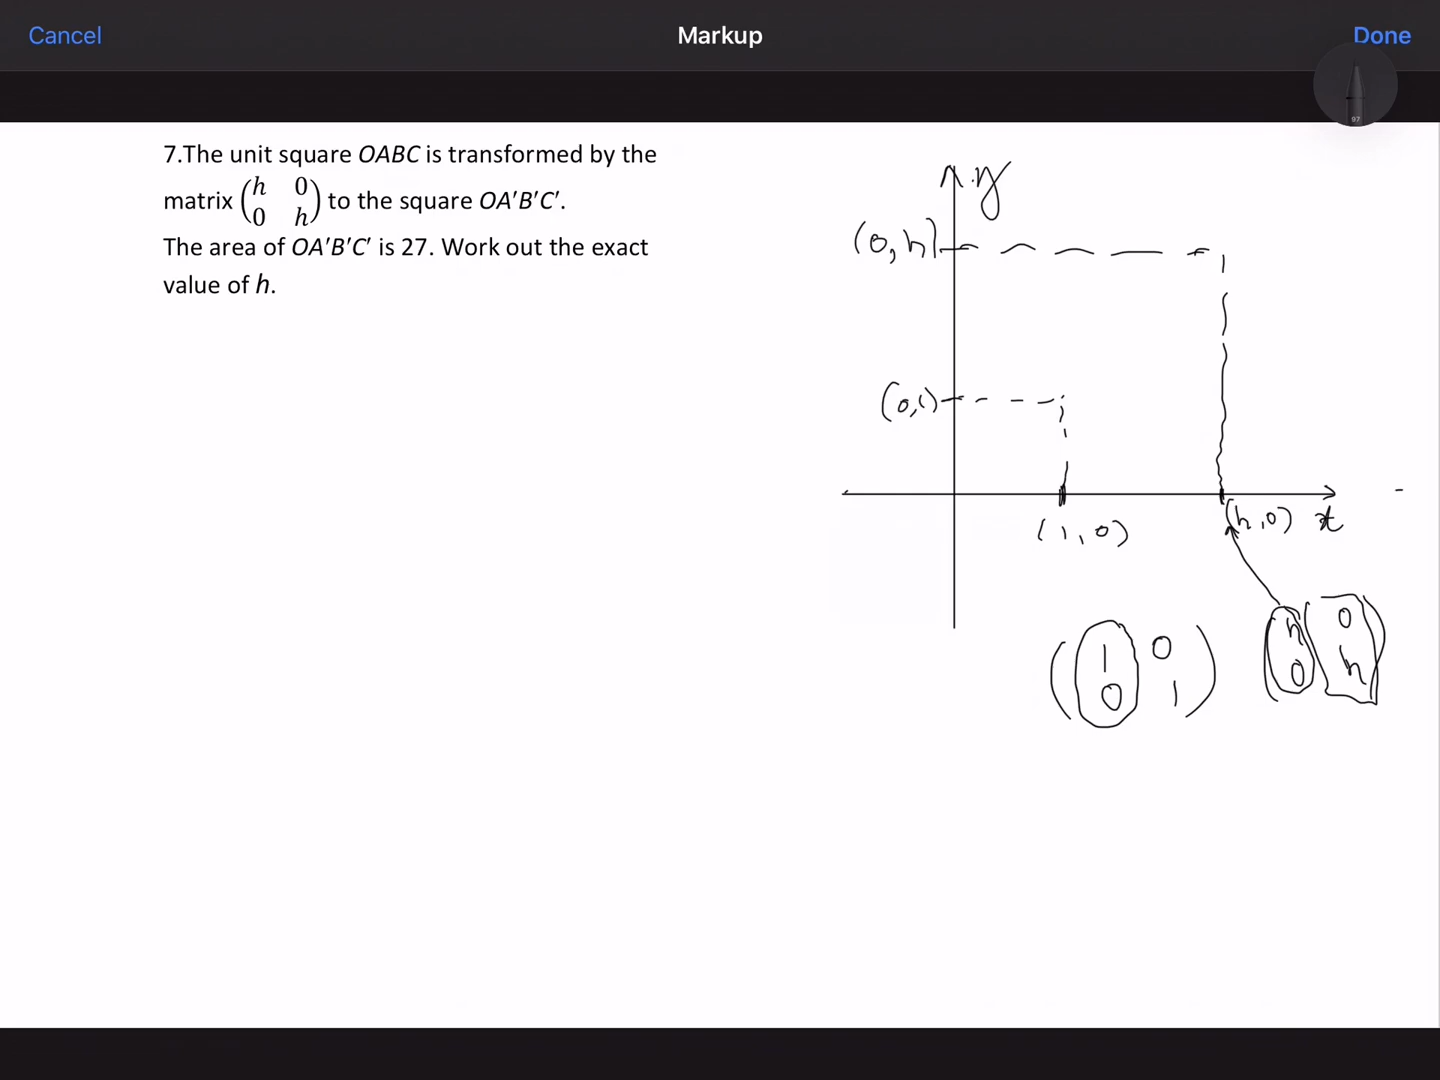 Cancel
Markup
Done
97
7.The unit square OABC is transformed by the
matrix (h 0
0 h) to the square OA'B'C'.
The area of OA'B'C' is 27. Work out the exact
value of h.
y
(0,h)
(0,1)
(1,0)
(h,0)
x
(1 0
0 1)
(h 0
0 h)